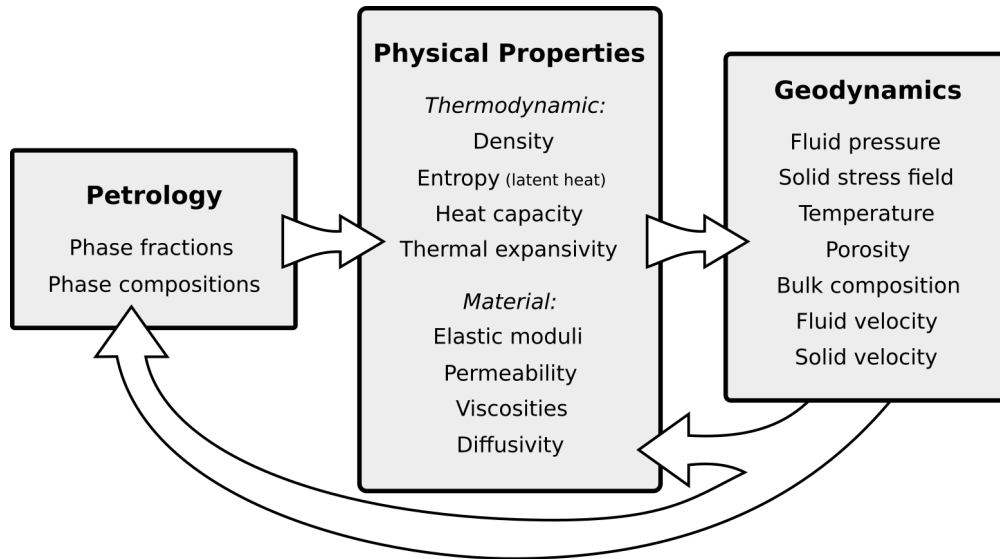 Petrology
Phase fractions
Phase compositions
Physical Properties
Thermodynamic:
Density
Entropy (latent heat)
Heat capacity
Thermal expansivity
Material:
Elastic moduli
Permeability
Viscosities
Diffusivity
Geodynamics
Fluid pressure
Solid stress field
Temperature
Porosity
Bulk composition
Fluid velocity
Solid velocity